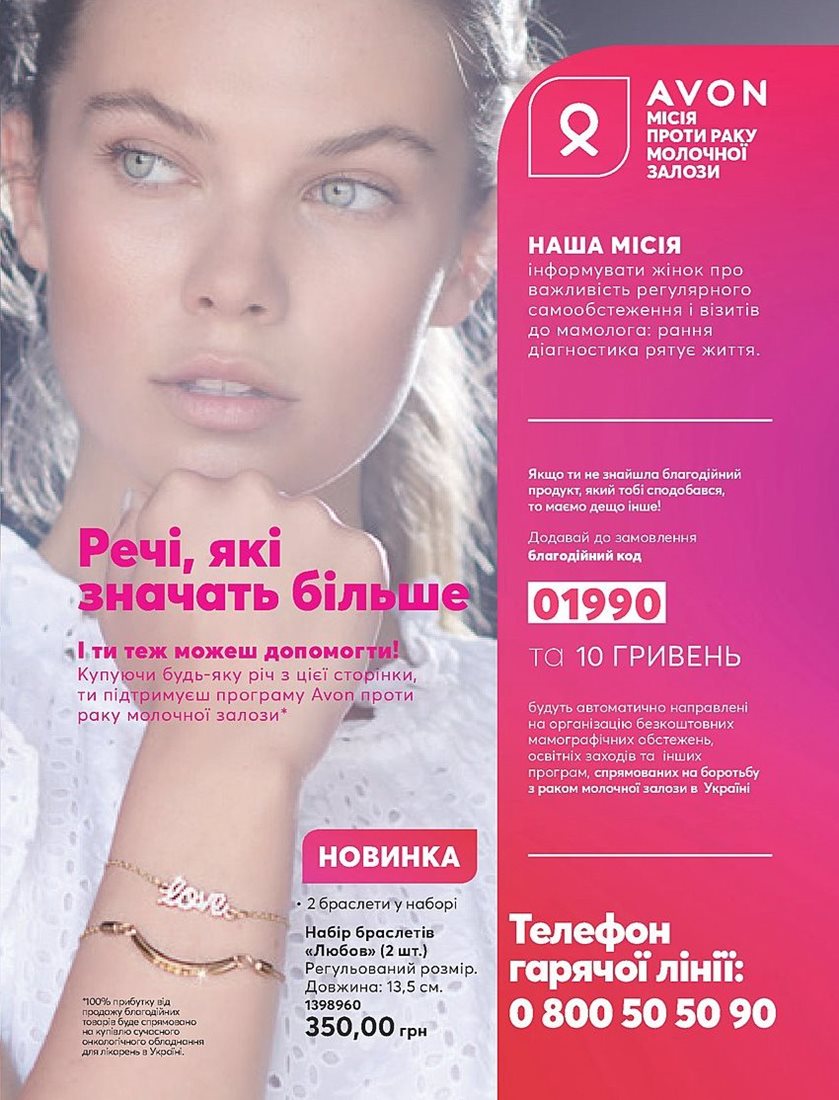 AVON
МІСІЯ
ПРОТИ РАКУ
МОЛОЧНОЇ
ЗАЛОЗИ
НАША МІСІЯ
інформувати жінок про
важливість регулярного
самообстеження і візитів
до мамолога: рання
діагностика рятує життя.
Якщо ти не знайшла благодійний
продукт, який тобі сподобався,
то маємо дещо інше!
Додавай до замовлення
благодійний код
01990
та 10 ГРИВЕНЬ
будуть автоматично направлені
на організацію безкоштовних
мамографічних обстежень,
освітніх заходів та інших
програм, спрямованих на боротьбу
з раком молочної залози в Україні
Телефон
гарячої лінії:
0 800 50 50 90
Речі, які
значать більше
І ти теж можеш допомогти!
Купуючи будь-яку річ з цієї сторінки,
ти підтримуєш програму Avon проти
раку молочної залози*
НОВИНКА
• 2 браслети у наборі
Набір браслетів
«Любов» (2 шт.)
Регульований розмір.
Довжина: 13,5 см.
1398960
350,00 грн
love
*100% прибутку від
продажу благодійних
товарів буде спрямовано
на купівлю сучасного
онкологічного обладнання
для лікарень в Україні.